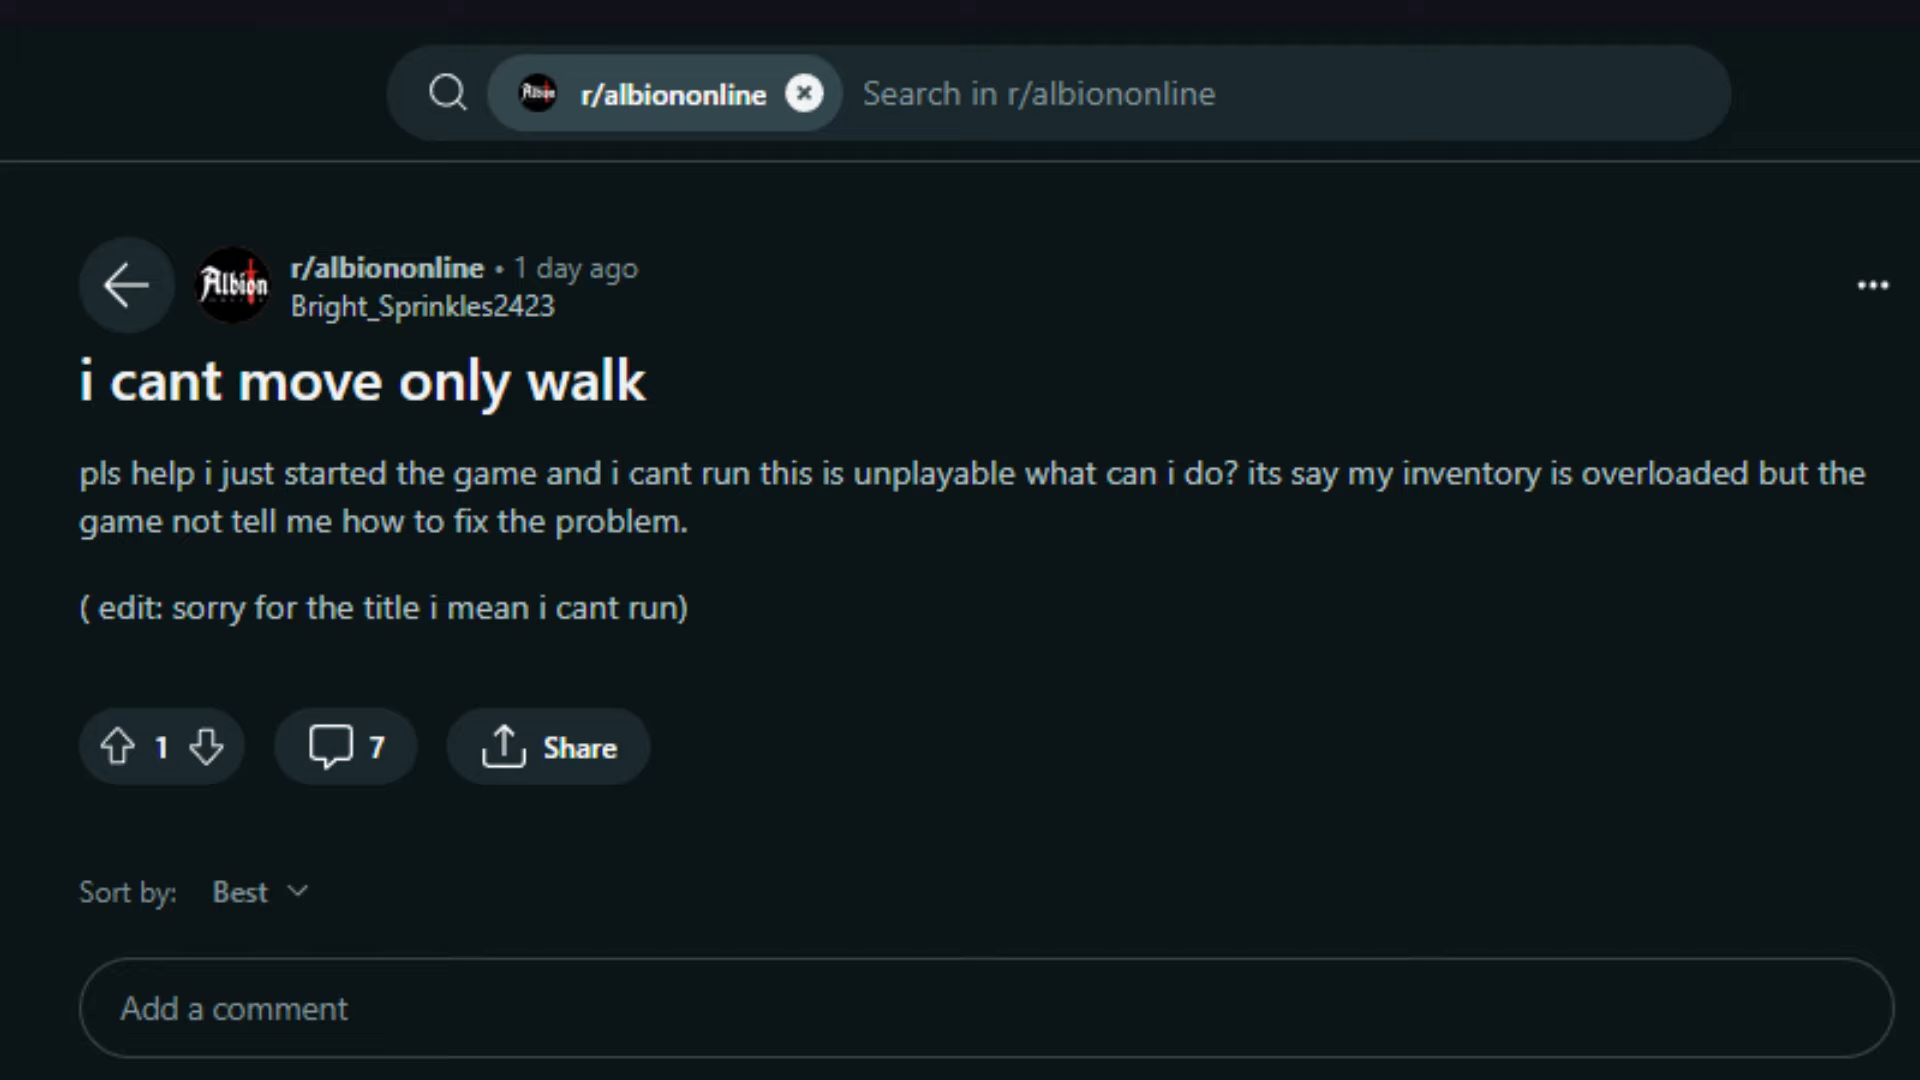 r/albiononline Search in r/albiononline
Albion r/albiononline • 1 day ago
Bright_Sprinkles2423
i cant move only walk
pls help i just started the game and i cant run this is unplayable what can i do? its say my inventory is overloaded but the
game not tell me how to fix the problem.
( edit: sorry for the title i mean i cant run)
1 7 Share
Sort by: Best
Add a comment